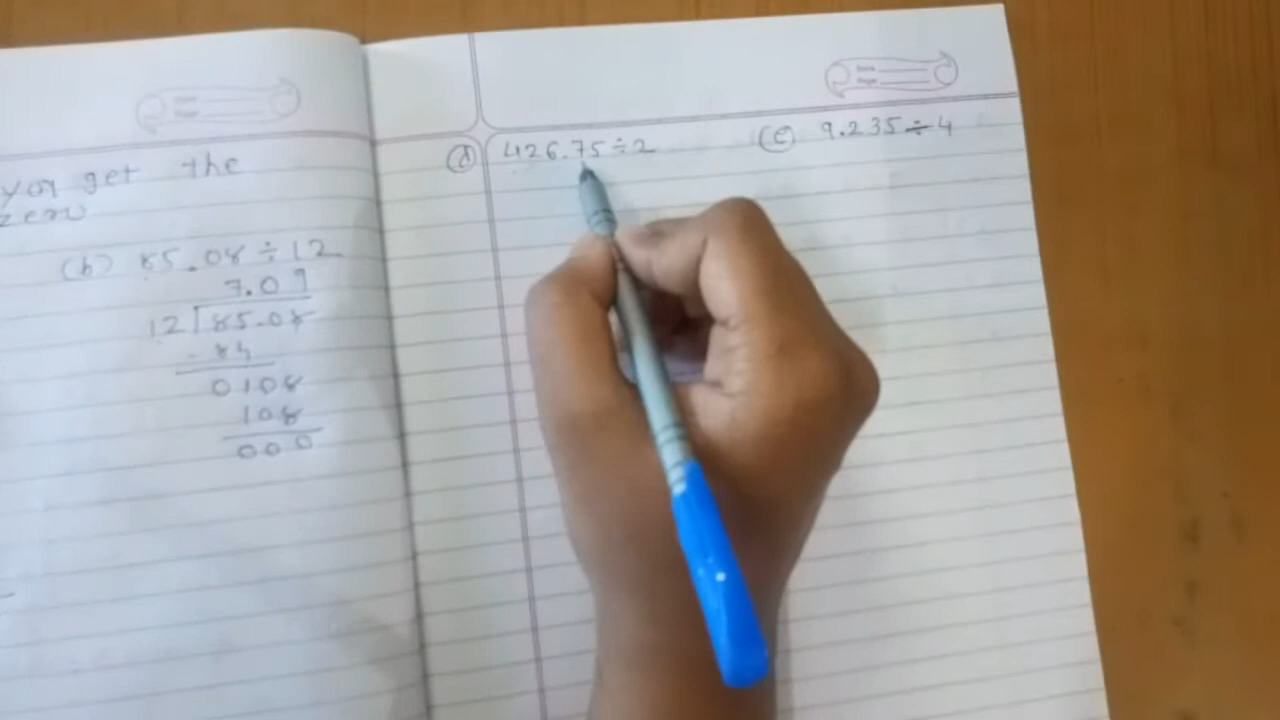 you get the
zero
(b) 85.08 ÷ 12
7.09
12 85.08
- 84
0108
108
000
(d) 426.75 ÷ 2
(e) 9.235 ÷ 4